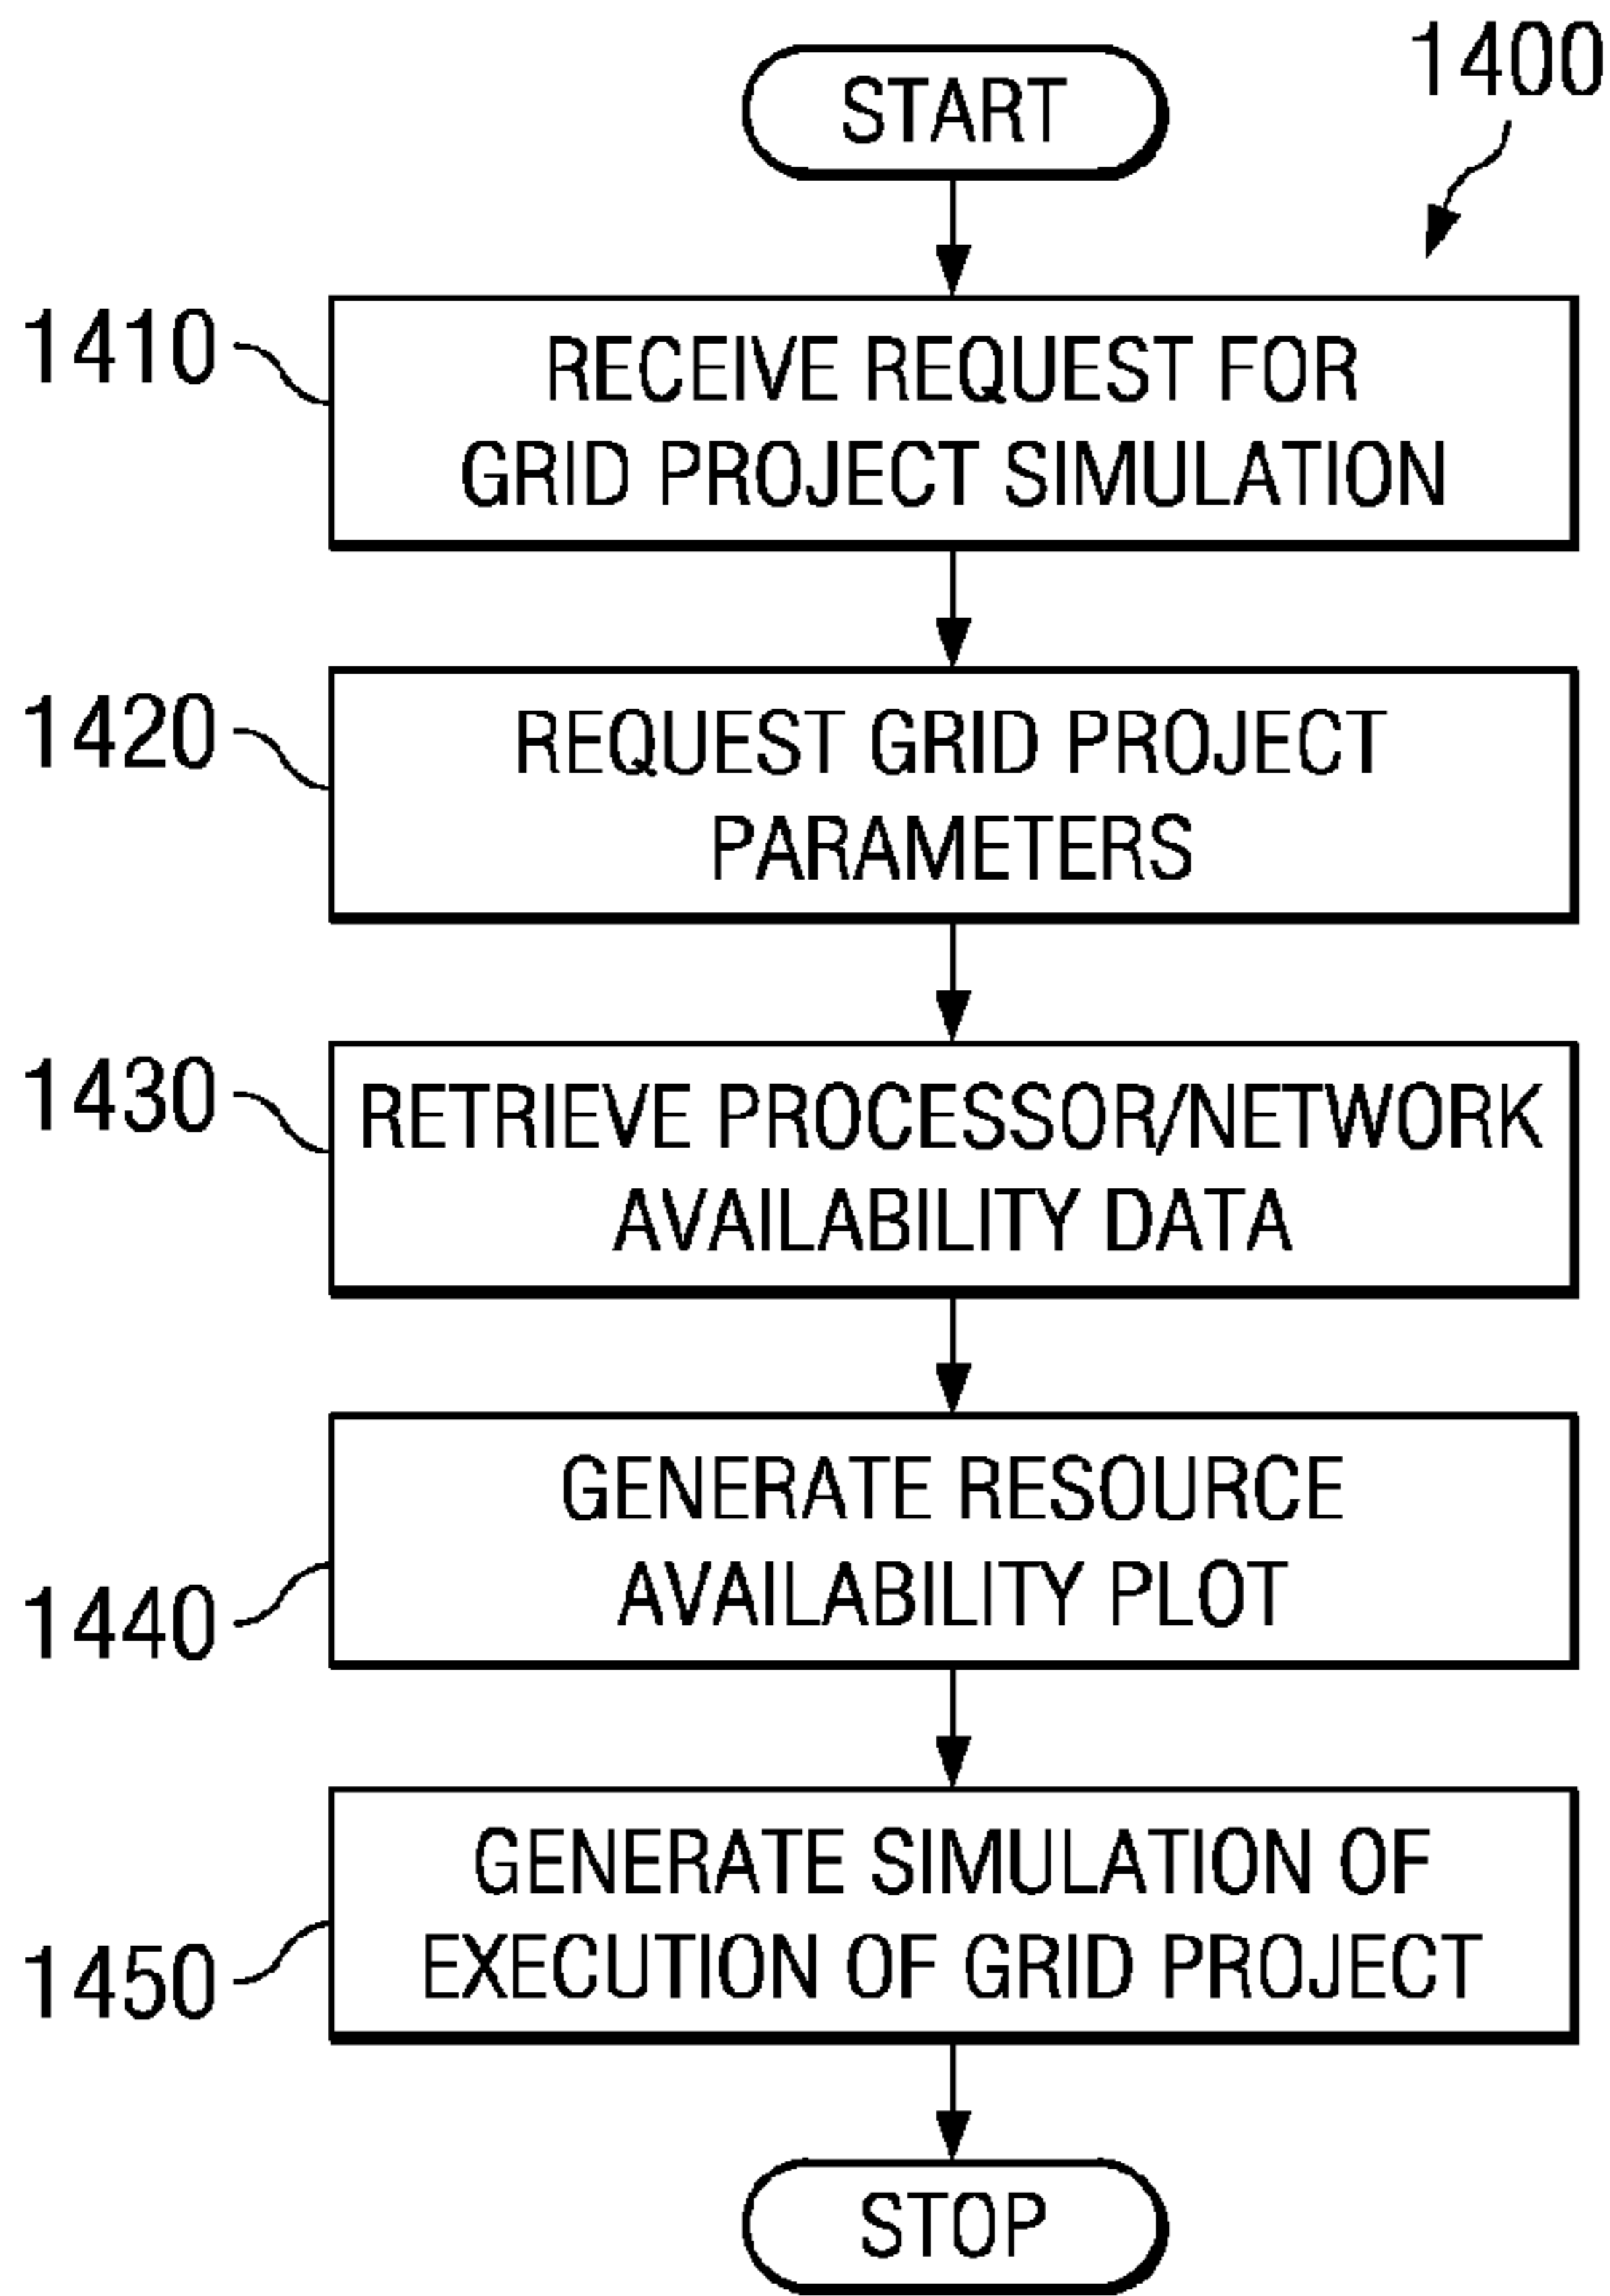 1400
START
1410
RECEIVE REQUEST FOR
GRID PROJECT SIMULATION
1420
REQUEST GRID PROJECT
PARAMETERS
1430
RETRIEVE PROCESSOR/NETWORK
AVAILABILITY DATA
1440
GENERATE RESOURCE
AVAILABILITY PLOT
1450
GENERATE SIMULATION OF
EXECUTION OF GRID PROJECT
STOP